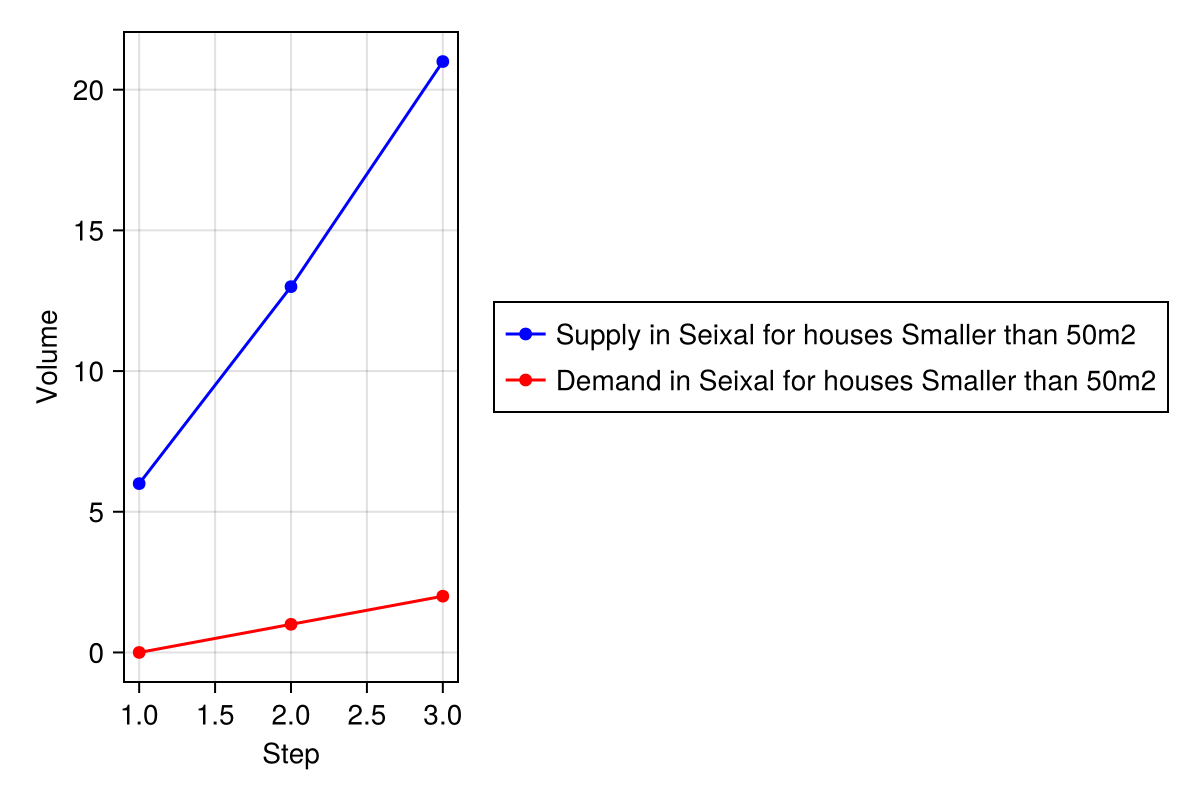 20
15
10
5
0
Volume
1.0 1.5 2.0 2.5 3.0
Step
Supply in Seixal for houses Smaller than 50m2
Demand in Seixal for houses Smaller than 50m2